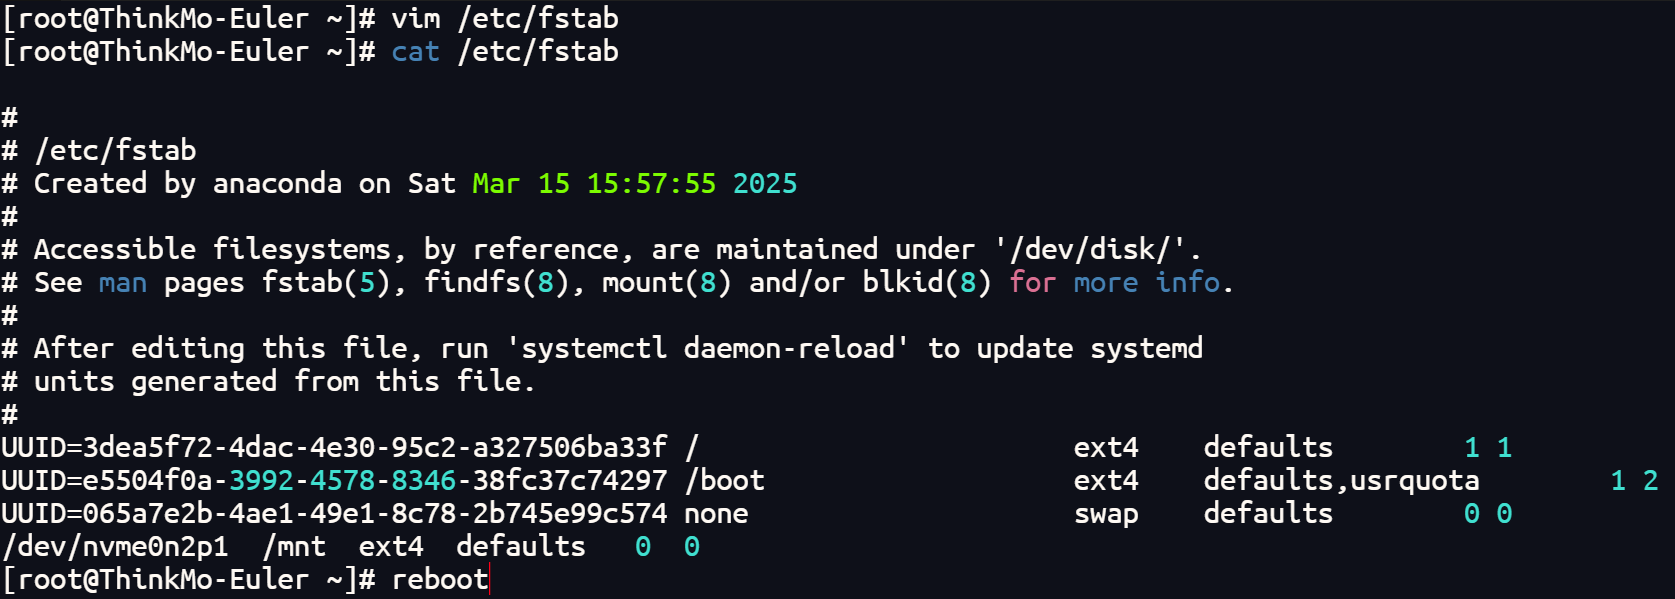 [root@ThinkMo-Euler ~]# vim /etc/fstab
[root@ThinkMo-Euler ~]# cat /etc/fstab
#
# /etc/fstab
# Created by anaconda on Sat Mar 15 15:57:55 2025
#
# Accessible filesystems, by reference, are maintained under '/dev/disk/'.
# See man pages fstab(5), findfs(8), mount(8) and/or blkid(8) for more info.
#
# After editing this file, run 'systemctl daemon-reload' to update systemd
# units generated from this file.
#
UUID=3dea5f72-4dac-4e30-95c2-a327506ba33f / ext4 defaults 1 1
UUID=e5504f0a-3992-4578-8346-38fc37c74297 /boot ext4 defaults,usrquota 1 2
UUID=065a7e2b-4ae1-49e1-8c78-2b745e99c574 none swap defaults 0 0
/dev/nvme0n2p1 /mnt ext4 defaults 0 0
[root@ThinkMo-Euler ~]# reboot